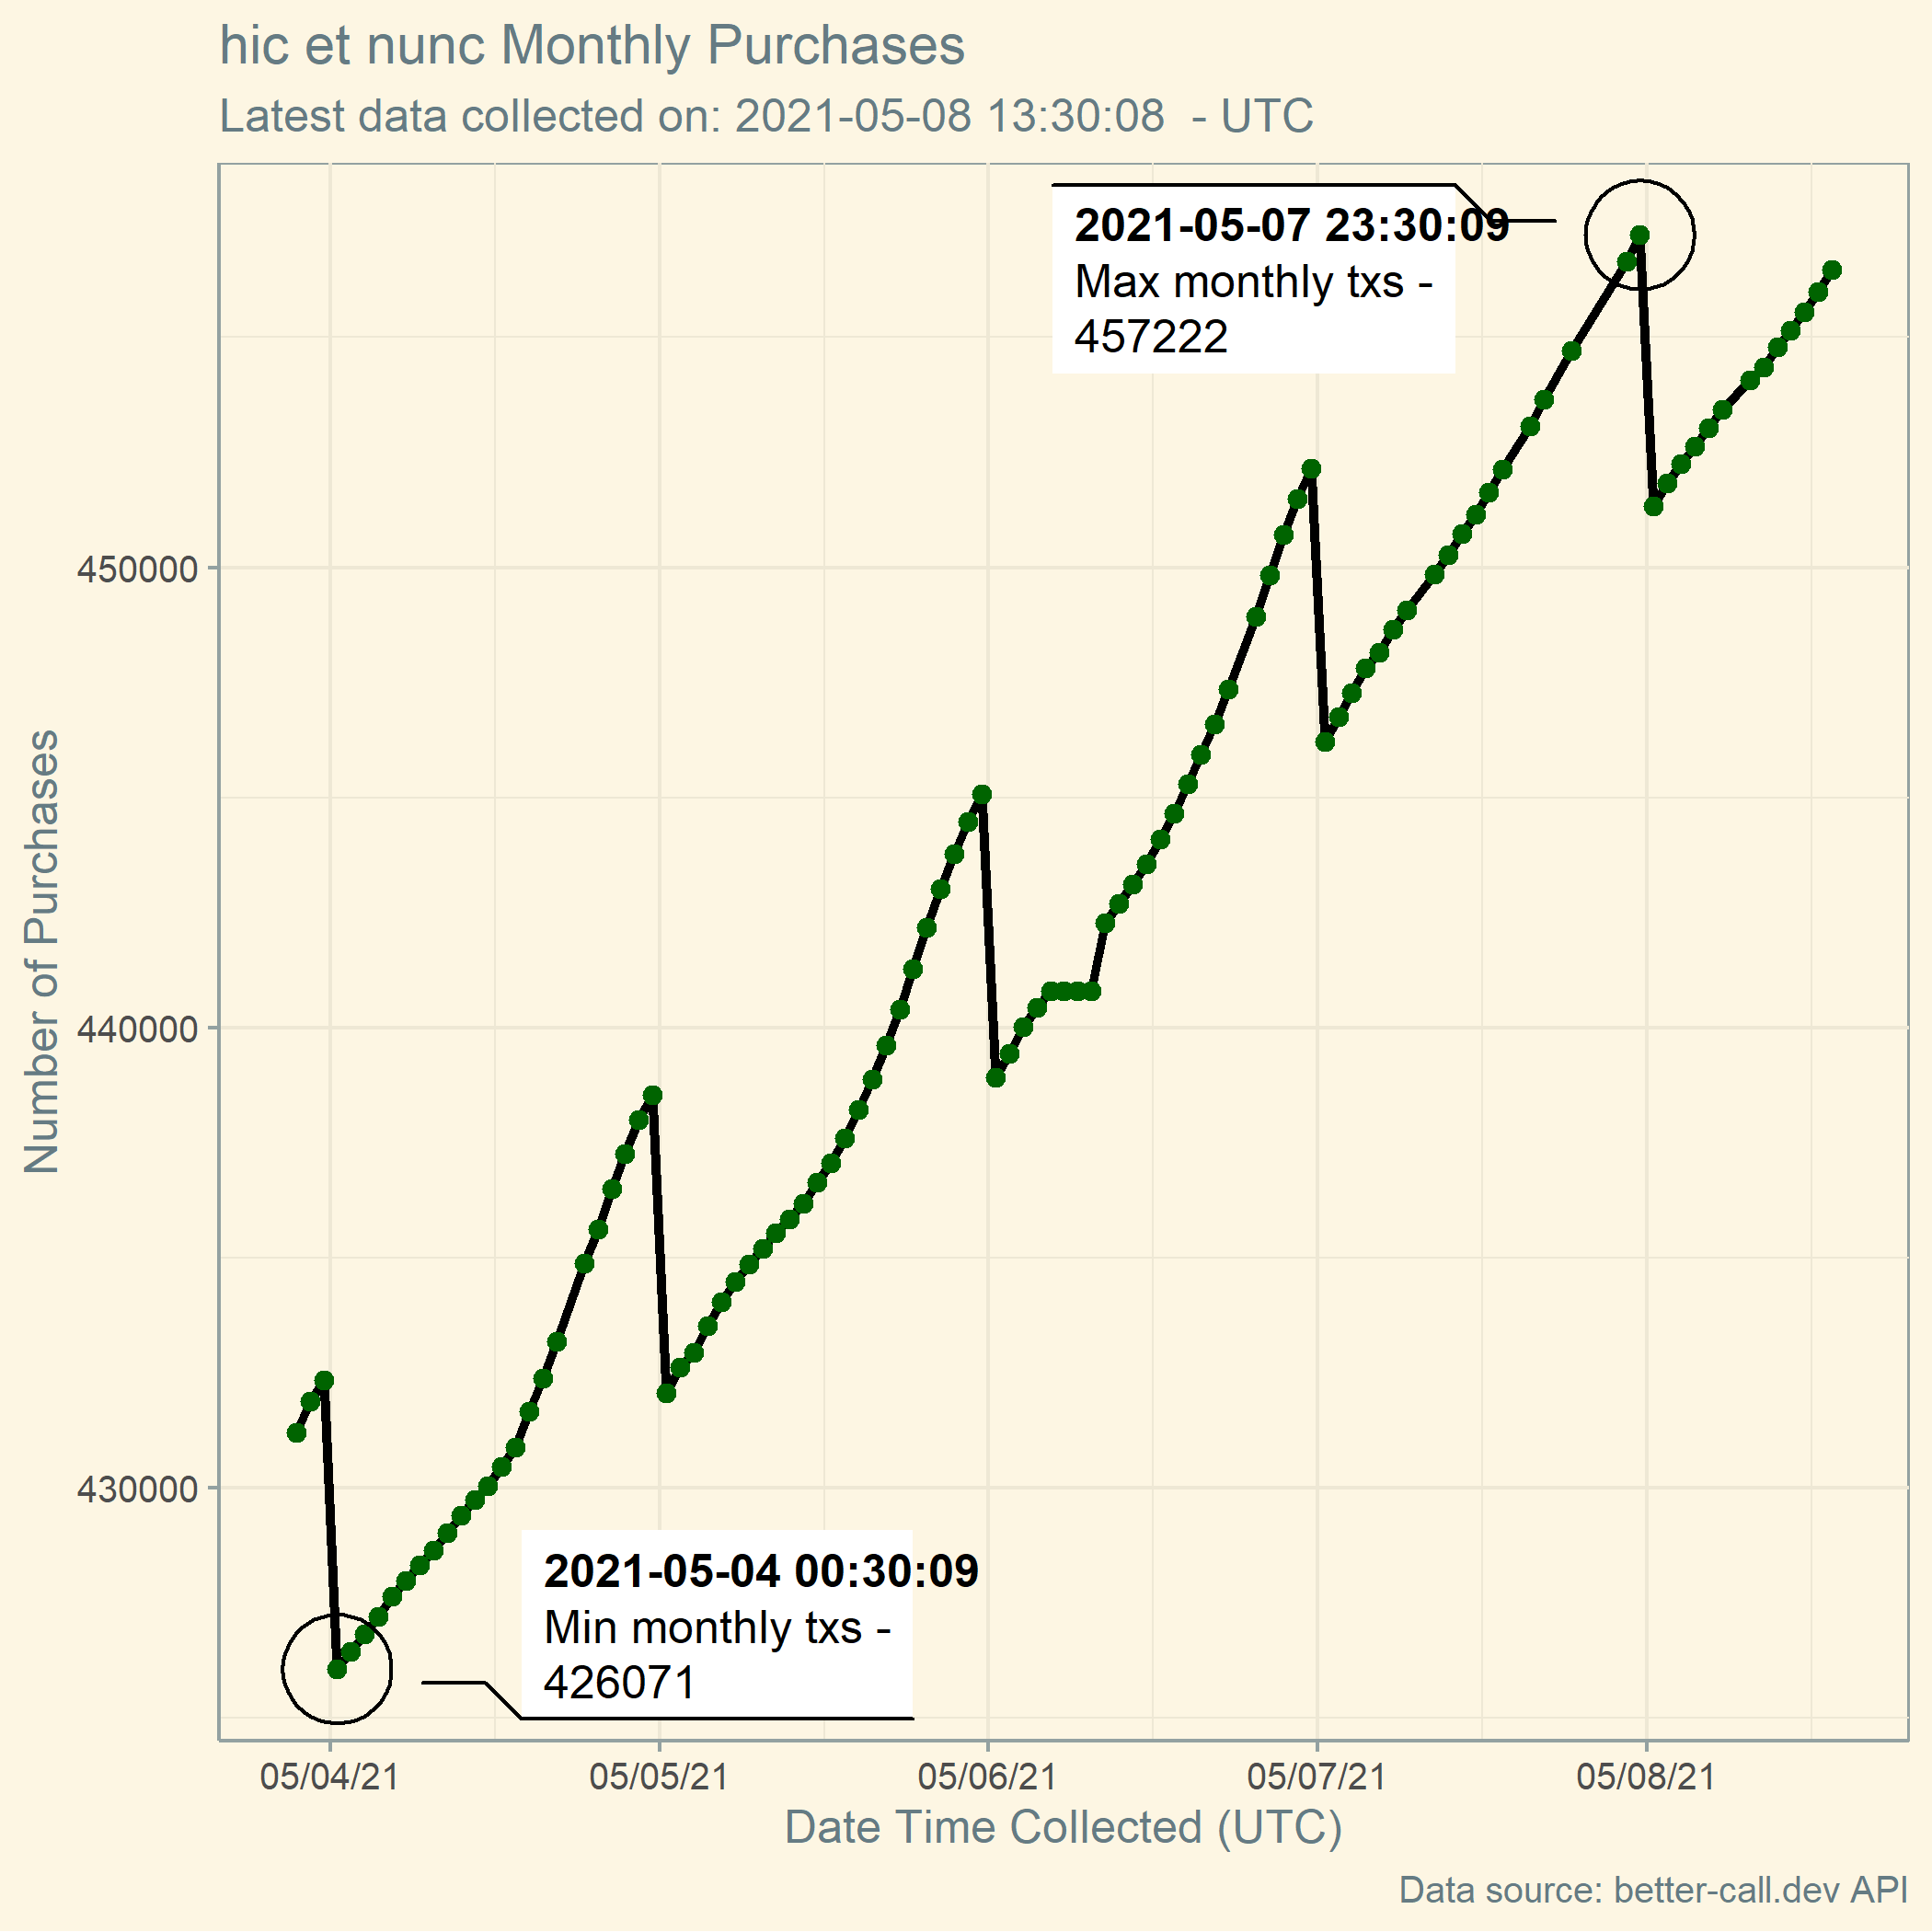 hic et nunc Monthly Purchases
Latest data collected on: 2021-05-08 13:30:08  - UTC
2021-05-07 23:30:09
Max monthly txs -
457222
450000
440000
430000
Number of Purchases
2021-05-04 00:30:09
Min monthly txs -
426071
05/04/21 05/05/21 05/06/21 05/07/21 05/08/21
Date Time Collected (UTC)
Data source: better-call.dev API